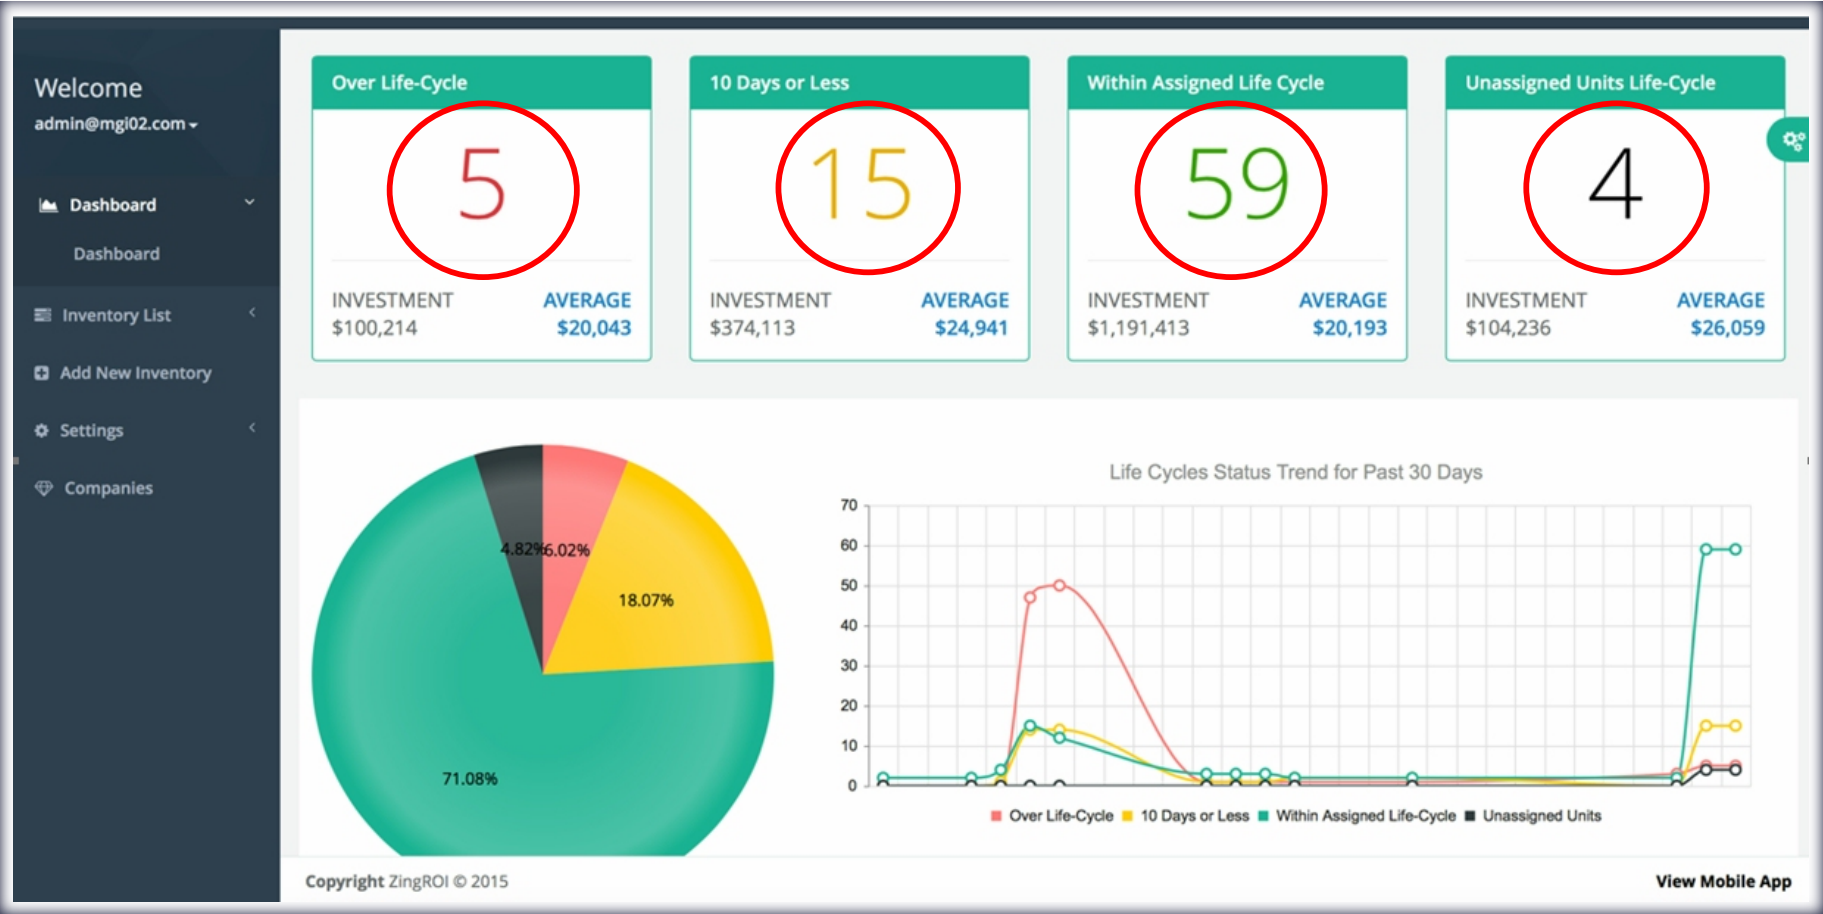 Welcome
admin@mgi02.com
Dashboard
Dashboard
Inventory List
Add New Inventory
Settings
Companies
Over Life-Cycle
5
INVESTMENT AVERAGE
$100,214 $20,043
10 Days or Less
15
INVESTMENT AVERAGE
$374,113 $24,941
Within Assigned Life Cycle
59
INVESTMENT AVERAGE
$1,191,413 $20,193
Unassigned Units Life-Cycle
4
INVESTMENT AVERAGE
$104,236 $26,059
4.82% 6.02%
18.07%
71.08%
Life Cycles Status Trend for Past 30 Days
70
60
50
40
30
20
10
0
Over Life-Cycle 10 Days or Less Within Assigned Life-Cycle Unassigned Units
Copyright ZingROI © 2015
View Mobile App